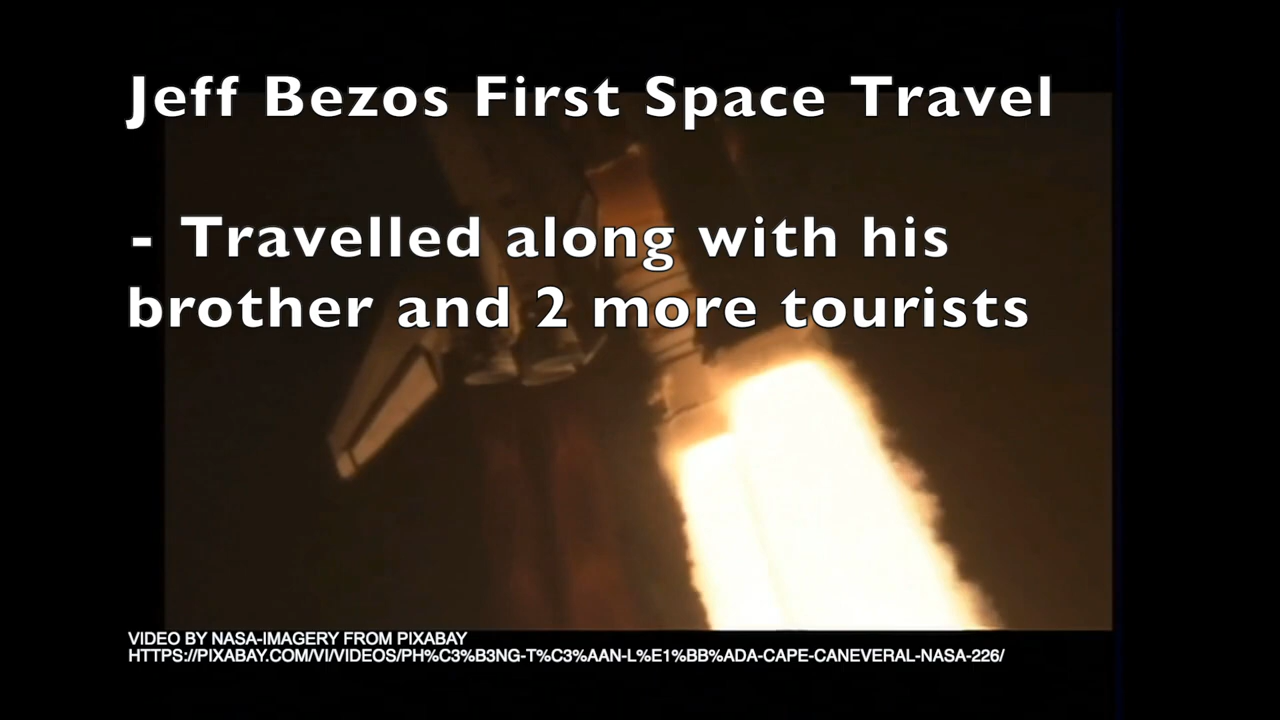 Jeff Bezos First Space Travel
- Travelled along with his
brother and 2 more tourists
VIDEO BY NASA-IMAGERY FROM PIXABAY
HTTPS://PIXABAY.COM/VI/VIDEOS/PH%C3%B3NG-T%C3%AAN-L%E1%BB%ADA-CAPE-CANEVERAL-NASA-226/